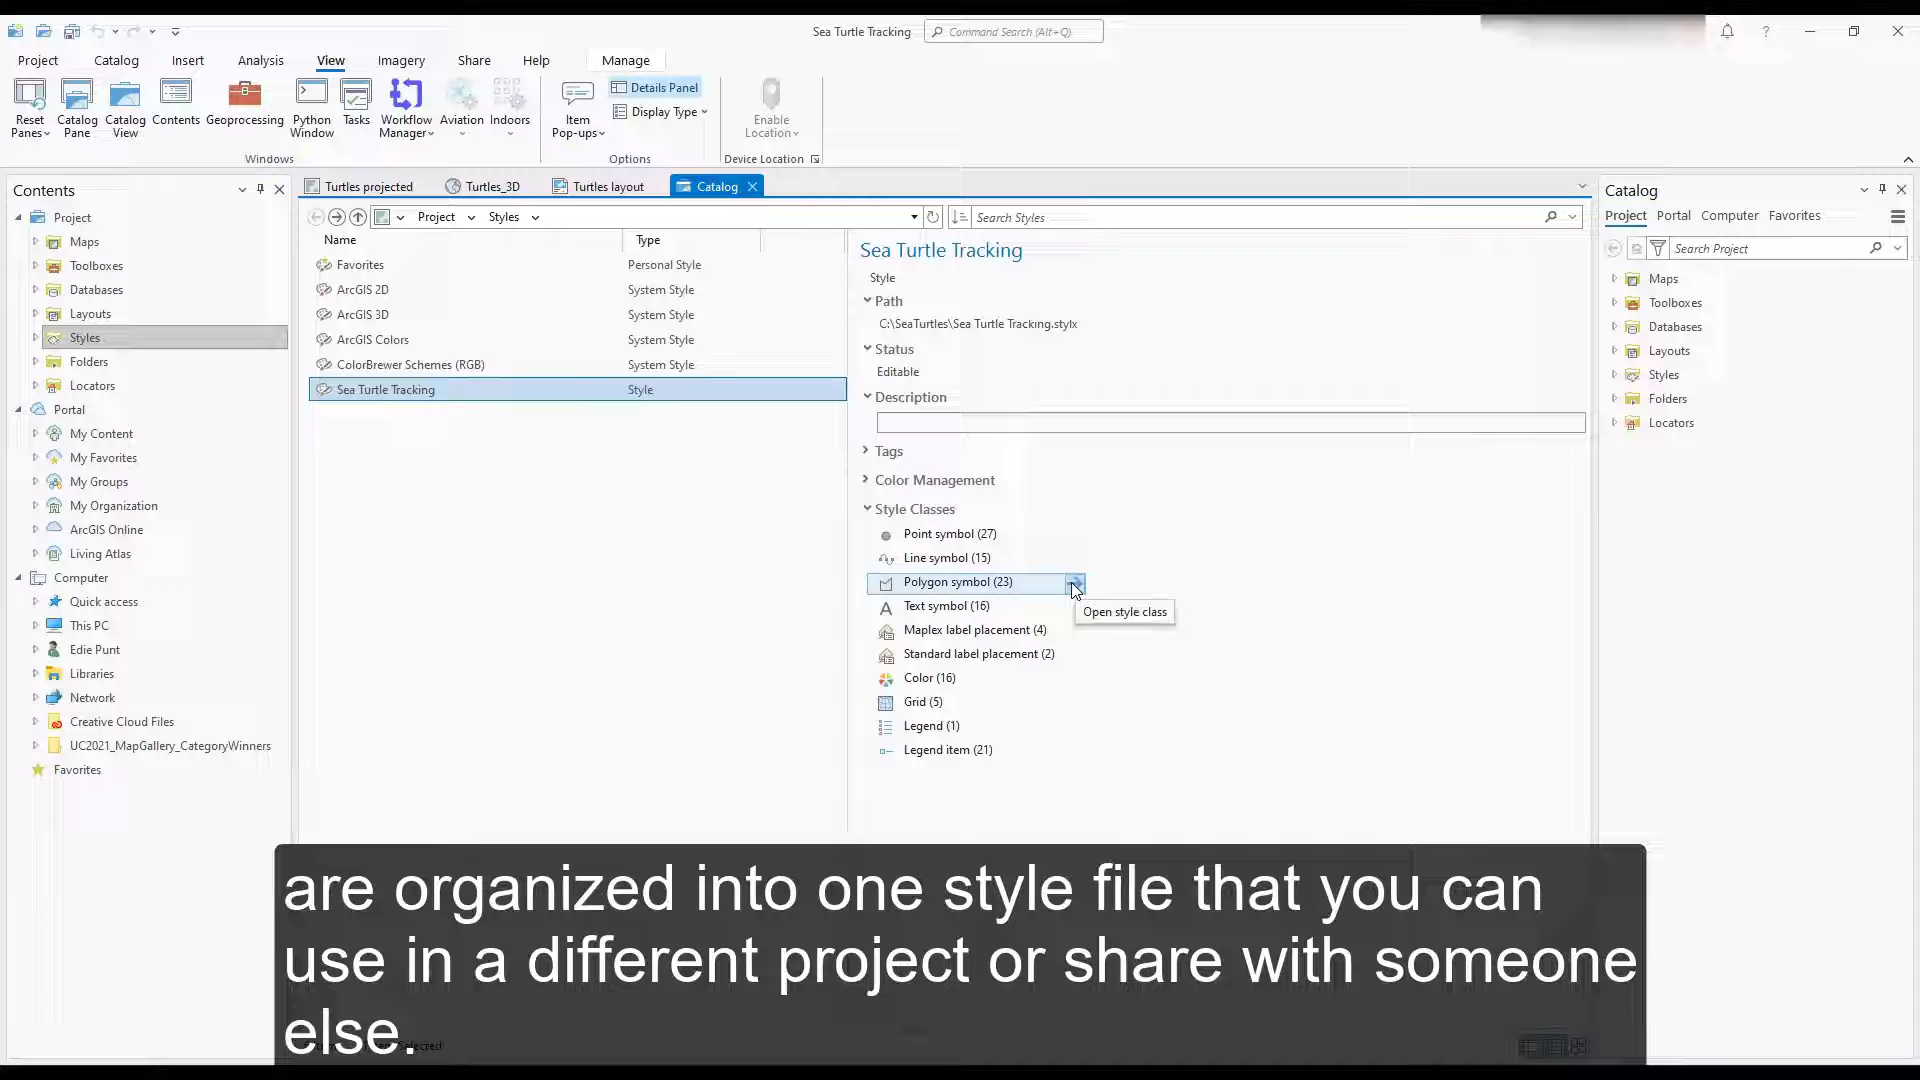 Sea Turtle Tracking
Command Search (Alt+Q)
Project Catalog Insert Analysis View Imagery Share Help Manage
Reset Panes
Catalog Pane
Catalog View
Contents
Geoprocessing
Python Window
Tasks
Workflow Manager
Aviation
Indoors
Windows
Item Pop-ups
Details Panel
Display Type
Options
Enable Location
Device Location
Contents
Project
Maps
Toolboxes
Databases
Layouts
Styles
Folders
Locators
Portal
My Content
My Favorites
My Groups
My Organization
ArcGIS Online
Living Atlas
Computer
Quick access
This PC
Edie Punt
Libraries
Network
Creative Cloud Files
UC2021_MapGallery_CategoryWinners
Favorites
Turtles projected Turtles_3D Turtles layout Catalog
Project Styles
Search Styles
Name Type
Favorites Personal Style
ArcGIS 2D System Style
ArcGIS 3D System Style
ArcGIS Colors System Style
ColorBrewer Schemes (RGB) System Style
Sea Turtle Tracking Style
Sea Turtle Tracking
Style
Path
C:\SeaTurtles\Sea Turtle Tracking.stylx
Status
Editable
Description
Tags
Color Management
Style Classes
Point symbol (27)
Line symbol (15)
Polygon symbol (23)
Open style class
Text symbol (16)
Maplex label placement (4)
Standard label placement (2)
Color (16)
Grid (5)
Legend (1)
Legend item (21)
Catalog
Project Portal Computer Favorites
Search Project
Maps
Toolboxes
Databases
Layouts
Styles
Folders
Locators
are organized into one style file that you can
use in a different project or share with someone
else.